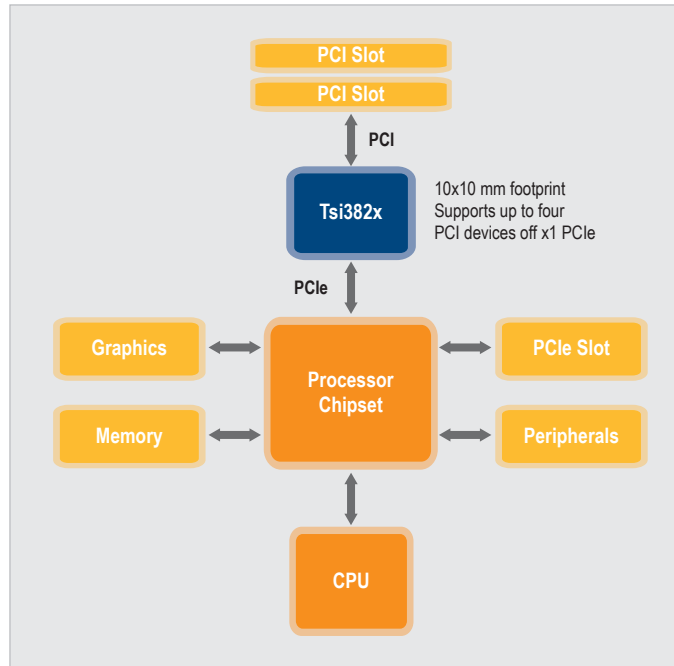 PCI Slot
PCI Slot
PCI
Tsi382x
10x10 mm footprint
Supports up to four
PCI devices off x1 PCIe
PCIe
Graphics
Processor
Chipset
PCIe Slot
Memory
Peripherals
CPU